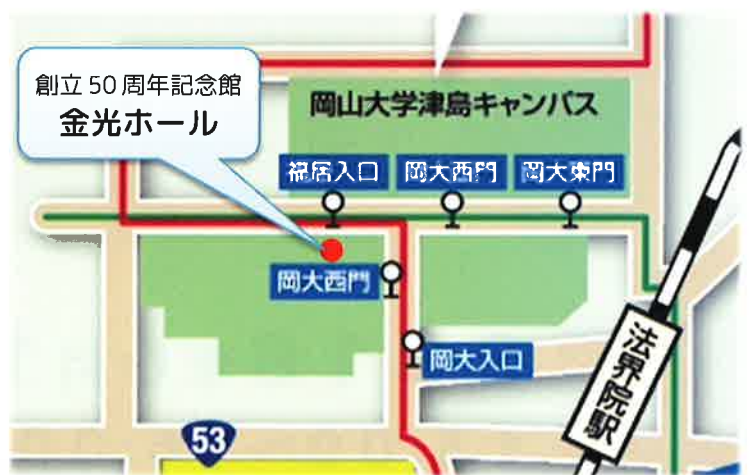 創立50周年記念館
金光ホール
岡山大学津島キャンパス
福居入口
岡大西門
岡大東門
岡大西門
岡大入口
法界院駅
53